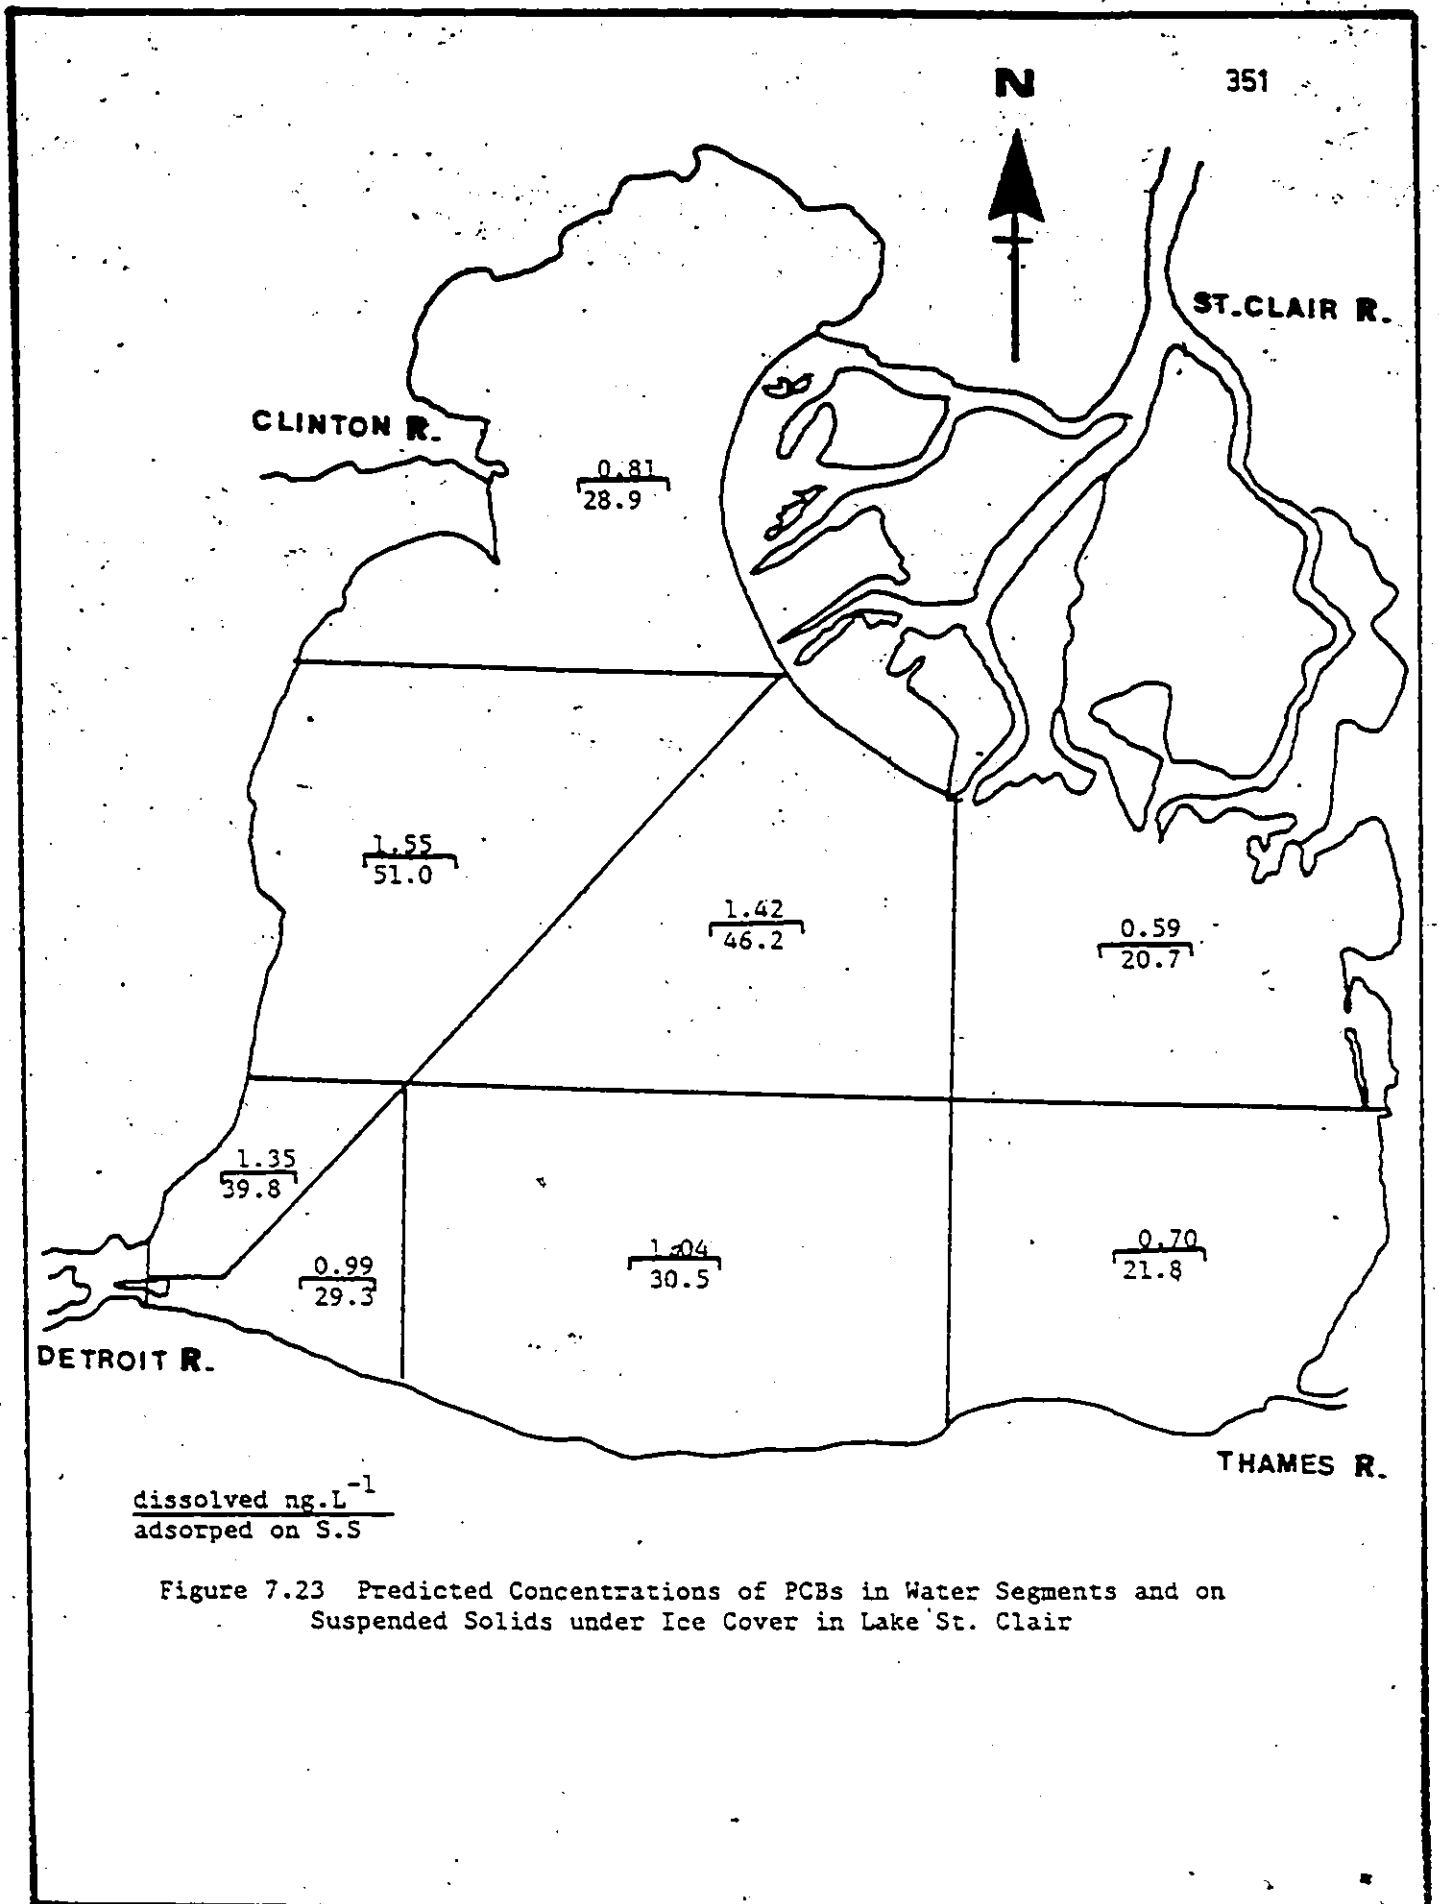 N
351
ST. CLAIR R.
CLINTON R.
0.81
28.9
1.55
51.0
1.42
46.2
0.59
20.7
1.35
39.8
0.99
29.3
1.04
30.5
0.70
21.8
DETROIT R.
THAMES R.
dissolved ng.L⁻¹
adsorped on S.S
Figure 7.23 Predicted Concentrations of PCBs in Water Segments and on
Suspended Solids under Ice Cover in Lake St. Clair